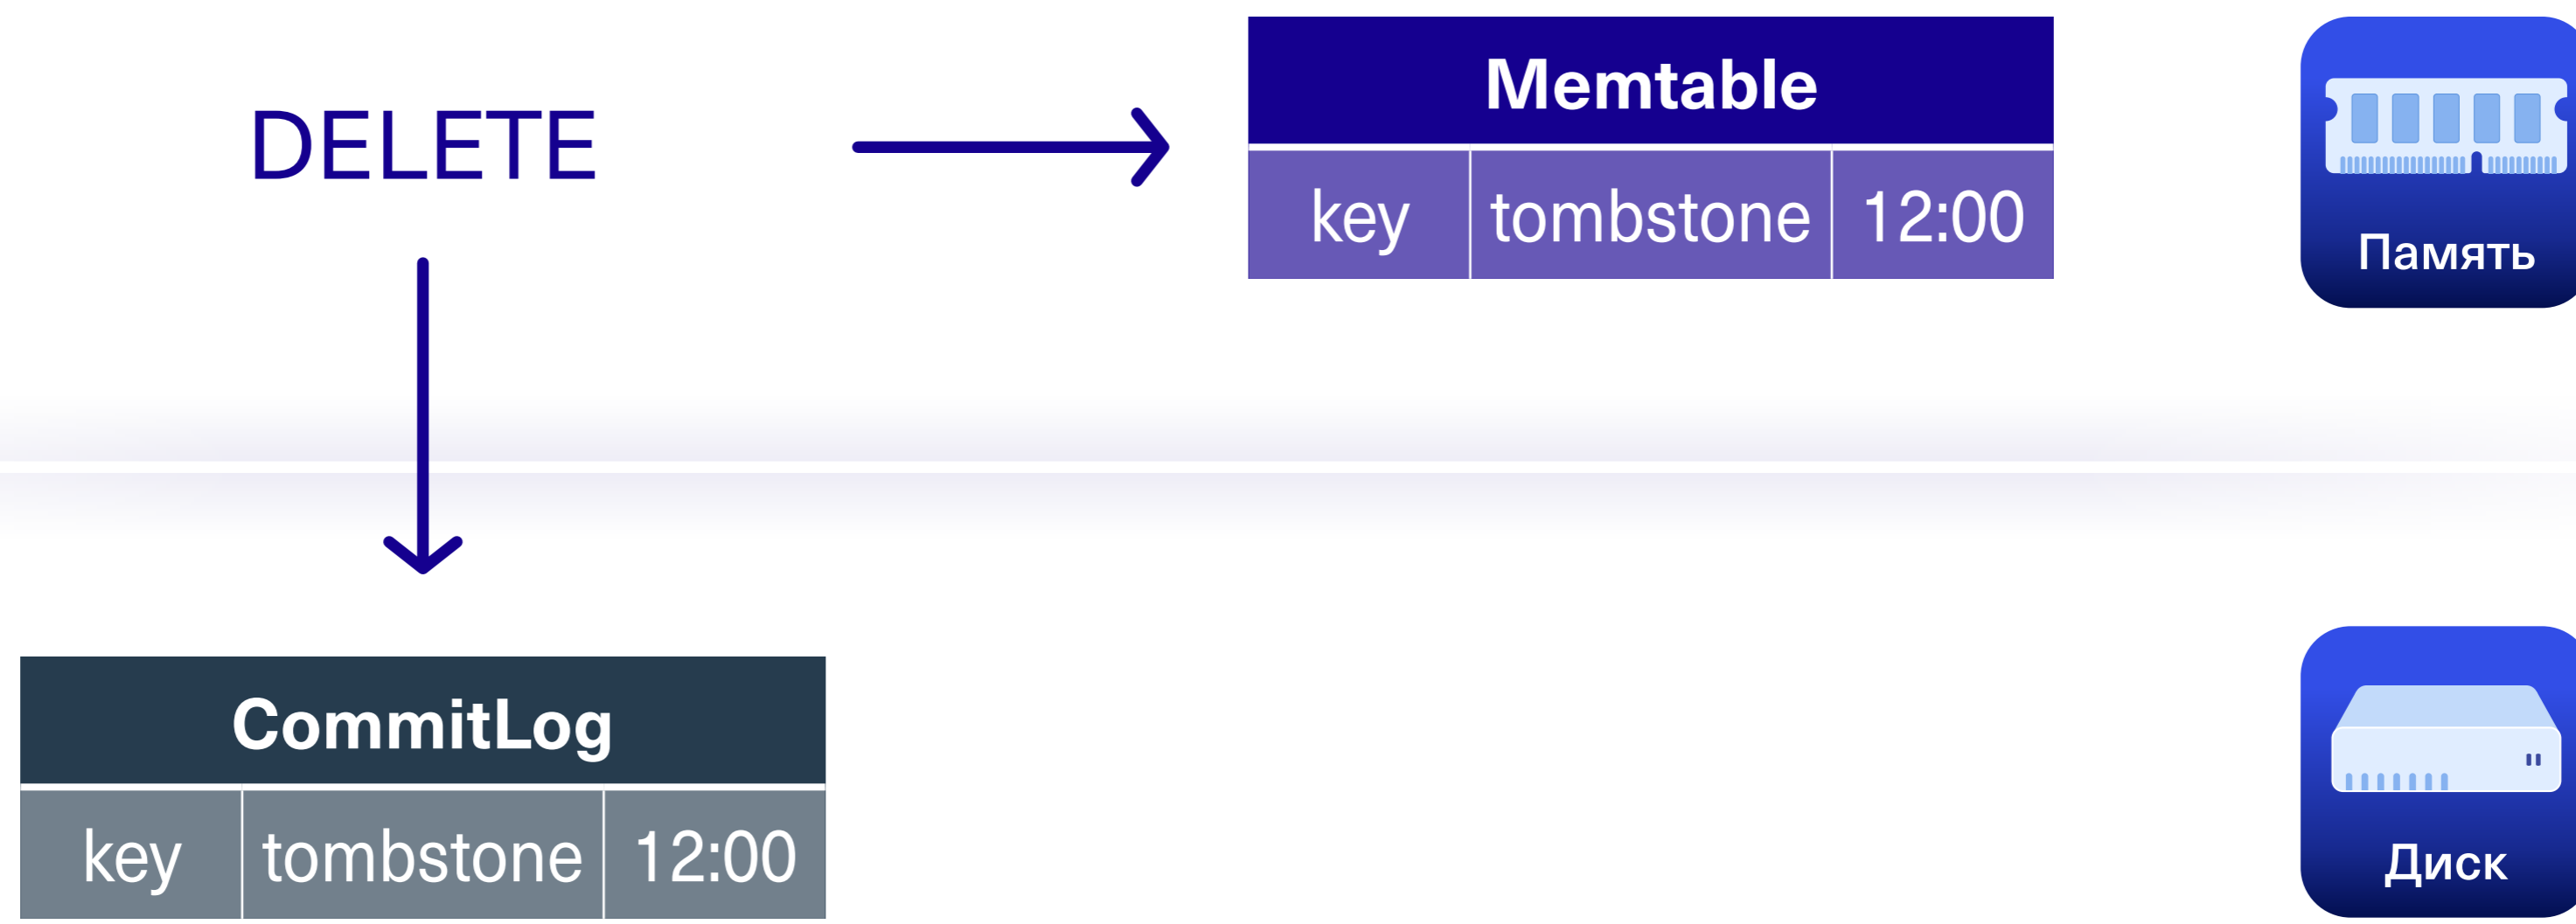 DELETE
Memtable
key tombstone 12:00
Память
CommitLog
key tombstone 12:00
Диск